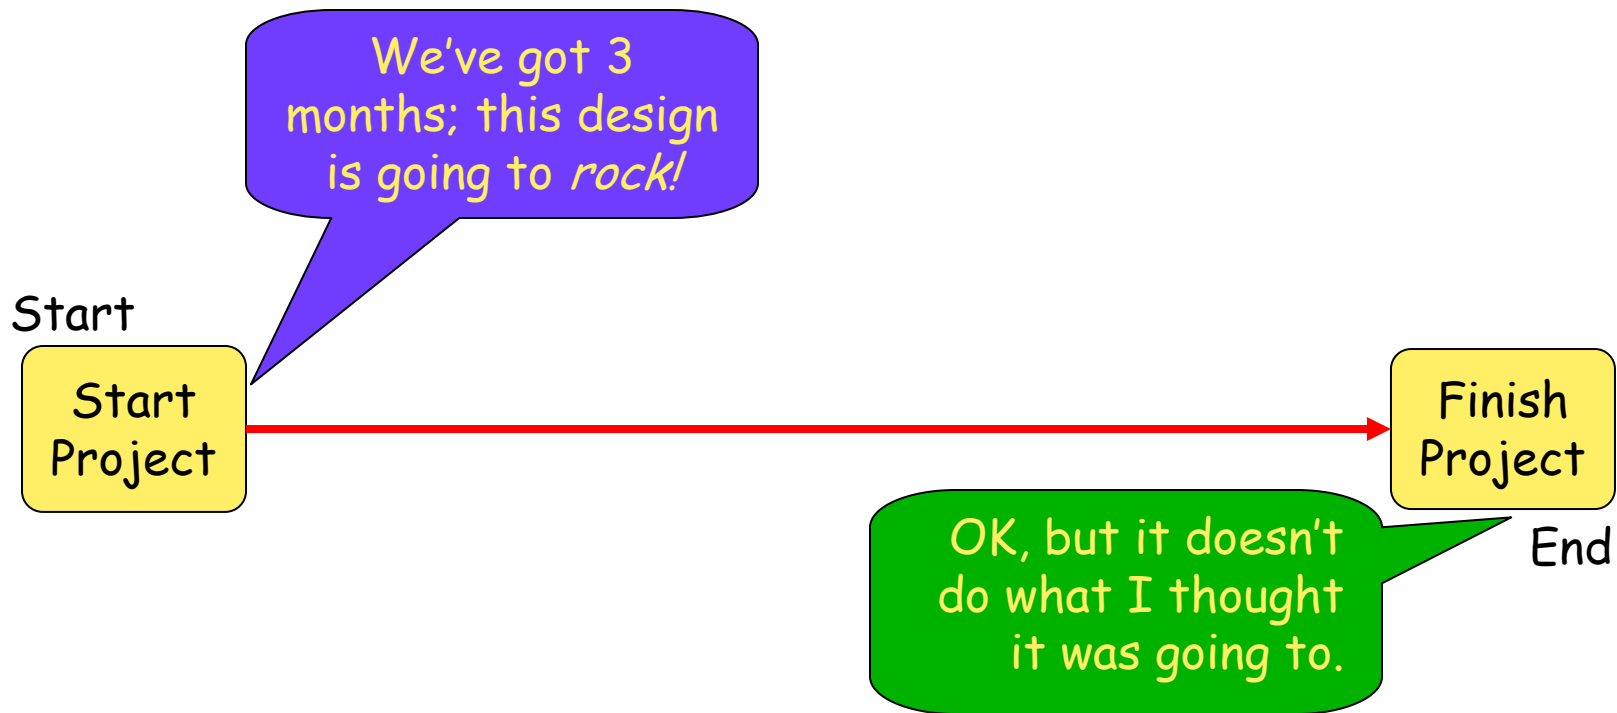 We've got 3
months; this design
is going to rock!
Start
Start
Project
Finish
Project
OK, but it doesn't
do what I thought
it was going to.
End